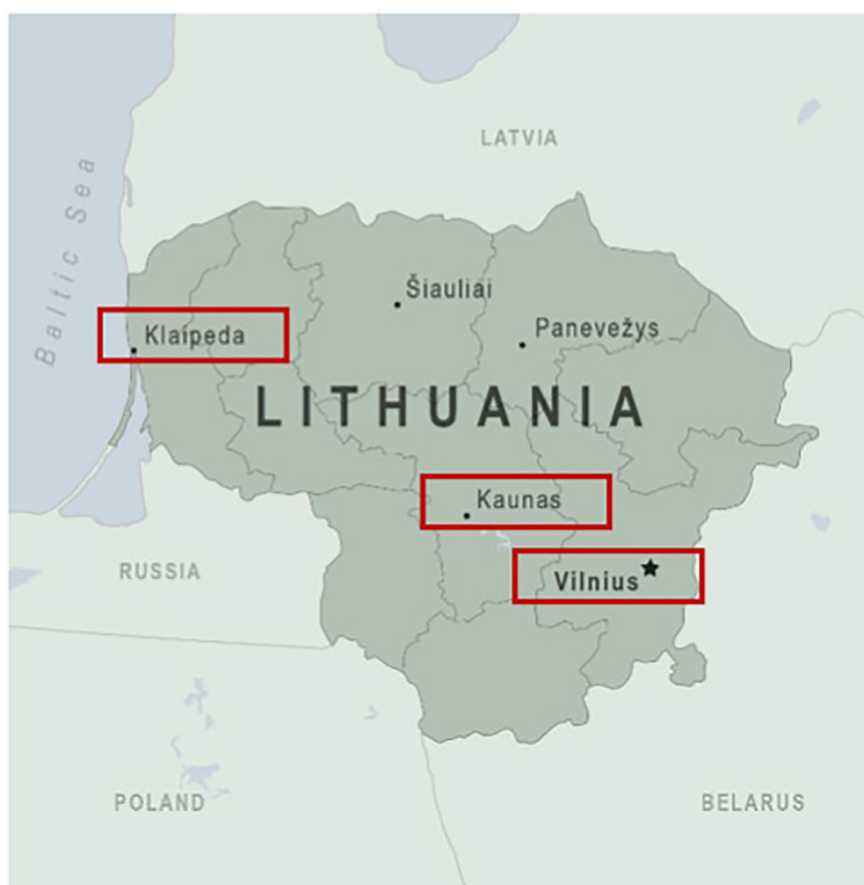 LATVIA
Baltic Sea
Šiauliai
Klaipeda
Panevežys
LITHUANIA
Kaunas
RUSSIA
Vilnius
POLAND
BELARUS